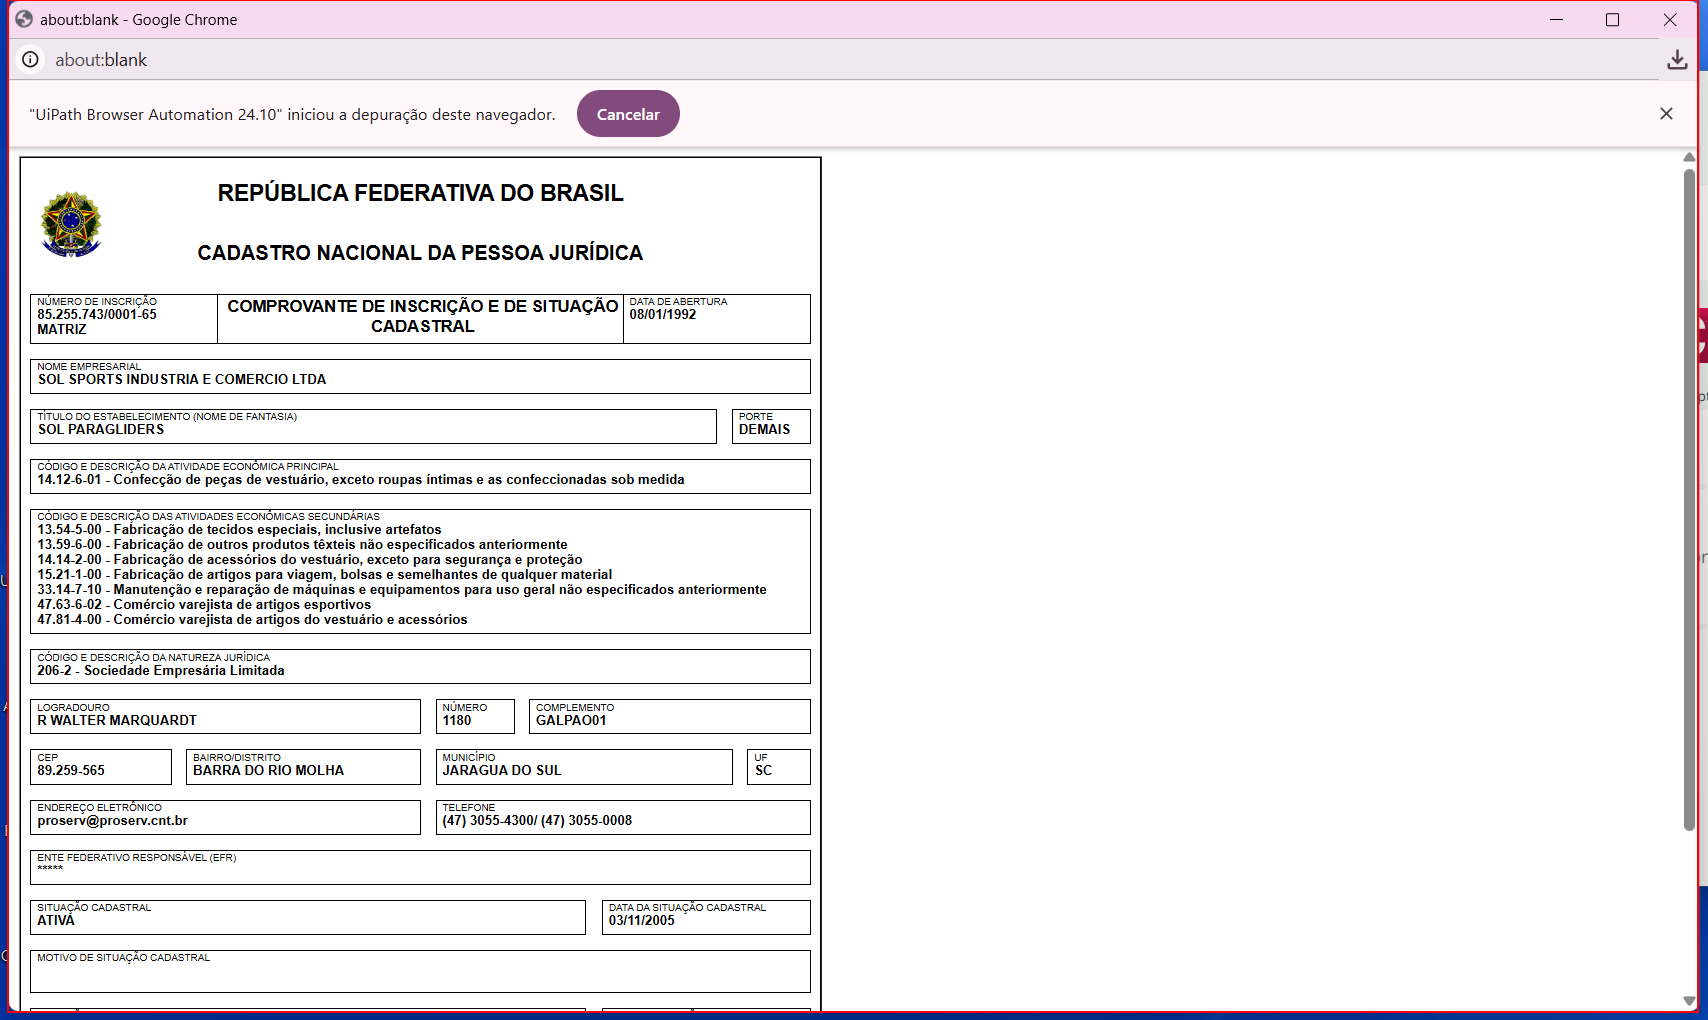 about:blank - Google Chrome
about:blank
"UiPath Browser Automation 24.10" iniciou a depuração deste navegador.
Cancelar
REPÚBLICA FEDERATIVA DO BRASIL
CADASTRO NACIONAL DA PESSOA JURÍDICA
NÚMERO DE INSCRIÇÃO
85.255.743/0001-65
MATRIZ
COMPROVANTE DE INSCRIÇÃO E DE SITUAÇÃO
CADASTRAL
DATA DE ABERTURA
08/01/1992
NOME EMPRESARIAL
SOL SPORTS INDUSTRIA E COMERCIO LTDA
TÍTULO DO ESTABELECIMENTO (NOME DE FANTASIA)
SOL PARAGLIDERS
PORTE
DEMAIS
CÓDIGO E DESCRIÇÃO DA ATIVIDADE ECONÔMICA PRINCIPAL
14.12-6-01 - Confecção de peças de vestuário, exceto roupas íntimas e as confeccionadas sob medida
CÓDIGO E DESCRIÇÃO DAS ATIVIDADES ECONÔMICAS SECUNDÁRIAS
13.54-5-00 - Fabricação de tecidos especiais, inclusive artefatos
13.59-6-00 - Fabricação de outros produtos têxteis não especificados anteriormente
14.14-2-00 - Fabricação de acessórios do vestuário, exceto para segurança e proteção
15.21-1-00 - Fabricação de artigos para viagem, bolsas e semelhantes de qualquer material
33.14-7-10 - Manutenção e reparação de máquinas e equipamentos para uso geral não especificados anteriormente
47.63-6-02 - Comércio varejista de artigos esportivos
47.81-4-00 - Comércio varejista de artigos do vestuário e acessórios
CÓDIGO E DESCRIÇÃO DA NATUREZA JURÍDICA
206-2 - Sociedade Empresária Limitada
LOGRADOURO
R WALTER MARQUARDT
NÚMERO
1180
COMPLEMENTO
GALPAO01
CEP
89.259-565
BAIRRO/DISTRITO
BARRA DO RIO MOLHA
MUNICÍPIO
JARAGUA DO SUL
UF
SC
ENDEREÇO ELETRÔNICO
proserv@proserv.cnt.br
TELEFONE
(47) 3055-4300/ (47) 3055-0008
ENTE FEDERATIVO RESPONSÁVEL (EFR)
*****
SITUAÇÃO CADASTRAL
ATIVA
DATA DA SITUAÇÃO CADASTRAL
03/11/2005
MOTIVO DE SITUAÇÃO CADASTRAL